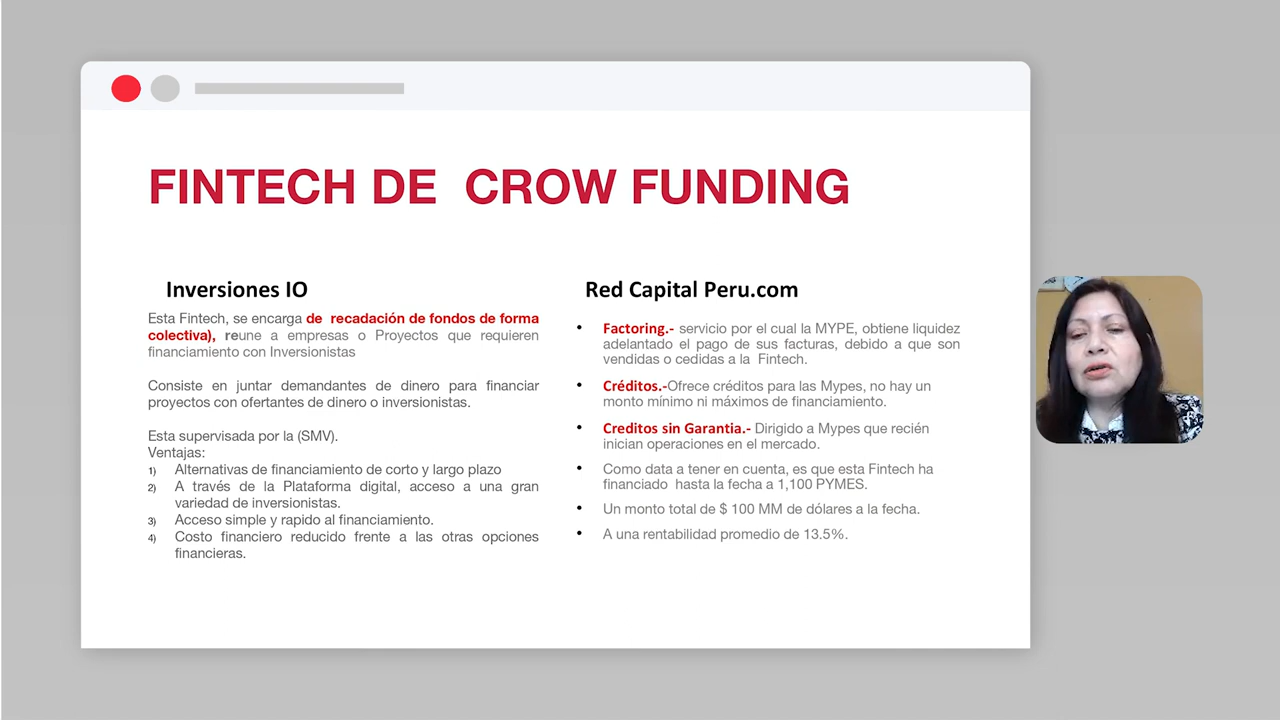 FINTECH DE CROW FUNDING
Inversiones IO
Esta Fintech, se encarga de recadación de fondos de forma
colectiva), reune a empresas o Proyectos que requieren
financiamiento con Inversionistas
Consiste en juntar demandantes de dinero para financiar
proyectos con ofertantes de dinero o inversionistas.
Esta supervisada por la (SMV).
Ventajas:
1) Alternativas de financiamiento de corto y largo plazo
2) A través de la Plataforma digital, acceso a una gran
variedad de inversionistas.
3) Acceso simple y rapido al financiamiento.
4) Costo financiero reducido frente a las otras opciones
financieras.
Red Capital Peru.com
• Factoring.- servicio por el cual la MYPE, obtiene liquidez
adelantado el pago de sus facturas, debido a que son
vendidas o cedidas a la Fintech.
• Créditos.-Ofrece créditos para las Mypes, no hay un
monto mínimo ni máximos de financiamiento.
• Creditos sin Garantia.- Dirigido a Mypes que recién
inician operaciones en el mercado.
• Como data a tener en cuenta, es que esta Fintech ha
financiado hasta la fecha a 1,100 PYMES.
• Un monto total de $ 100 MM de dólares a la fecha.
• A una rentabilidad promedio de 13.5%.